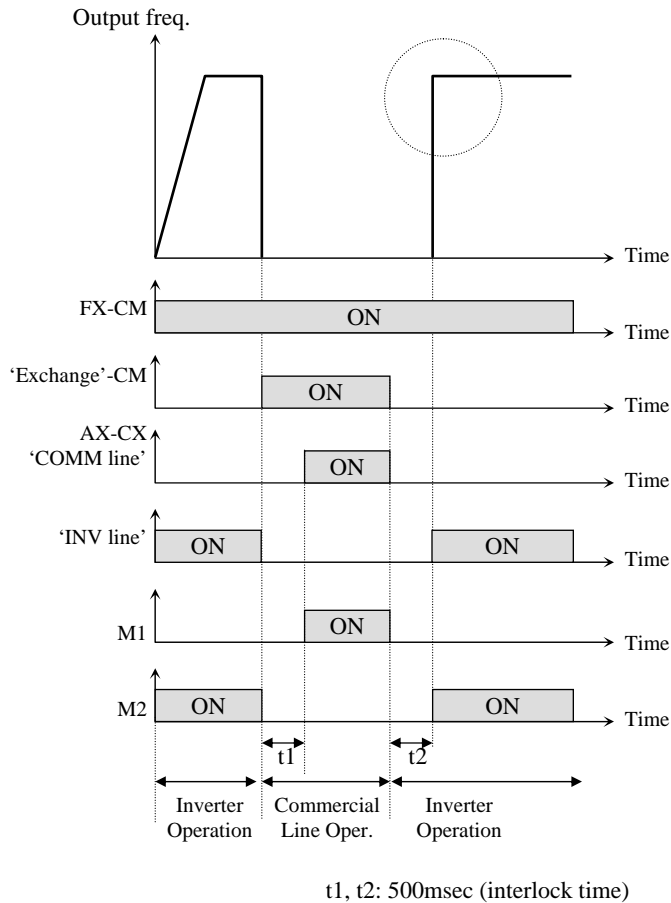 Output freq.
Time
FX-CM
ON
Time
‘Exchange’-CM
ON
Time
AX-CX
‘COMM line’
ON
Time
‘INV line’
ON
ON
Time
M1
ON
Time
M2
ON
ON
Time
t1
t2
Inverter
Operation
Commercial
Line Oper.
Inverter
Operation
t1, t2: 500msec (interlock time)